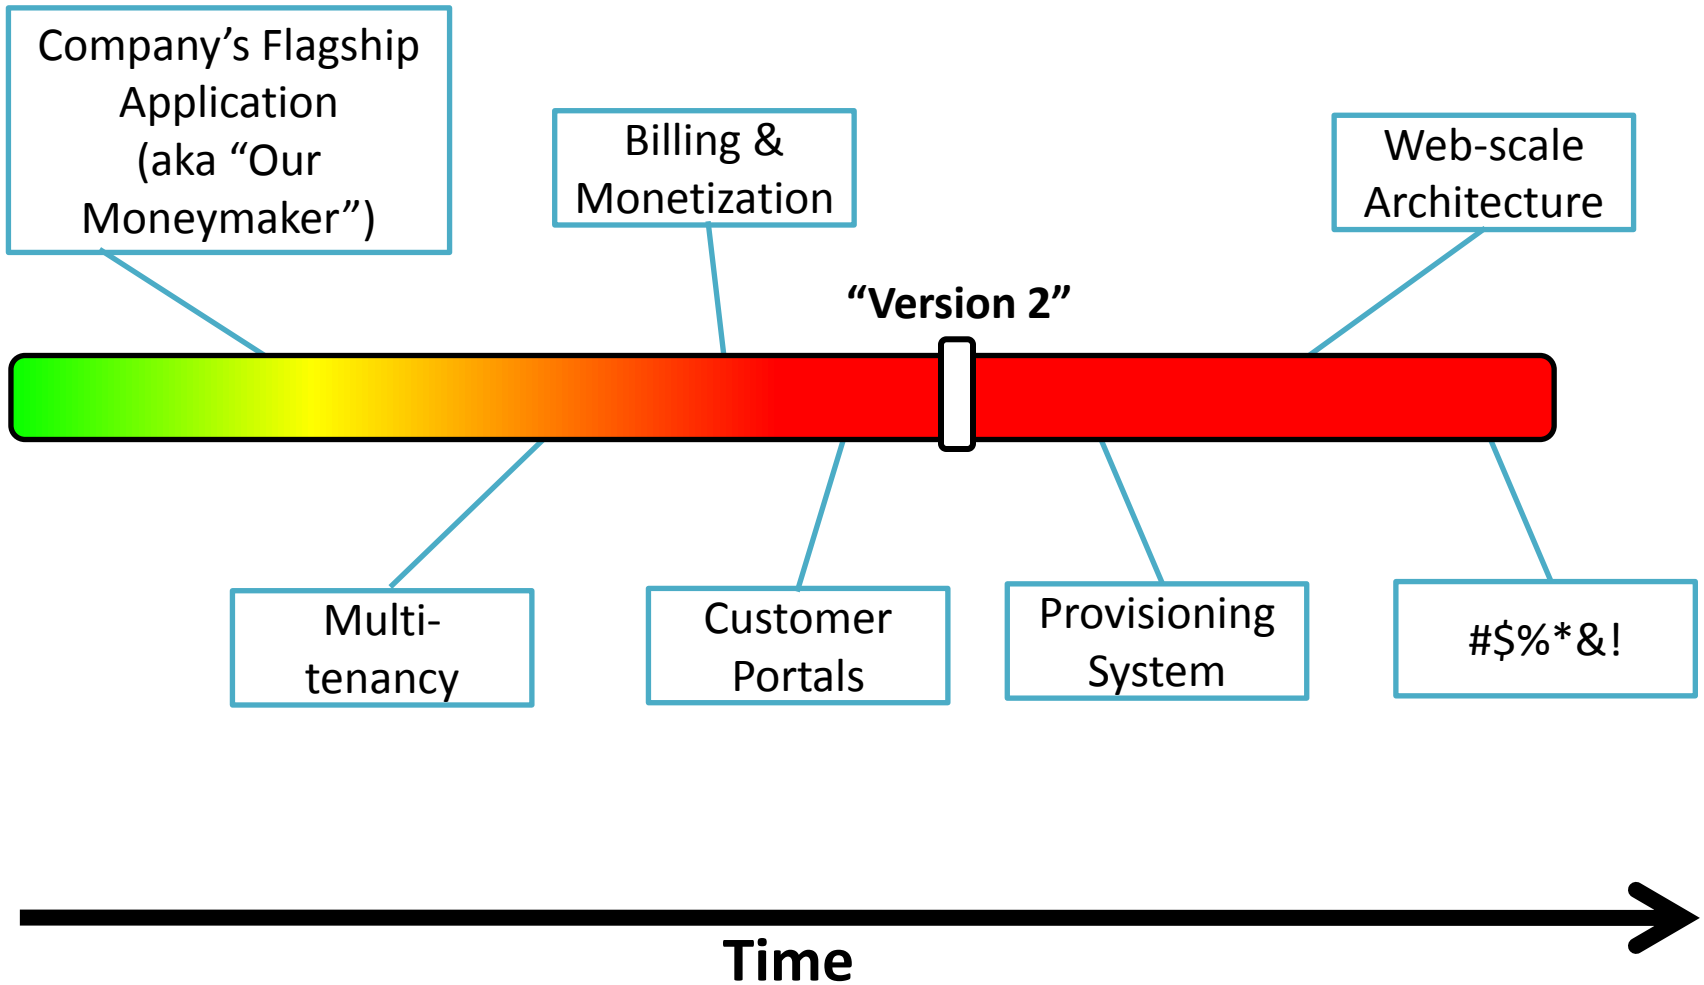 Company’s Flagship
Application
(aka “Our
Moneymaker”)
Billing &
Monetization
Web-scale
Architecture
“Version 2”
Multi-
tenancy
Customer
Portals
Provisioning
System
#$%*&!
Time